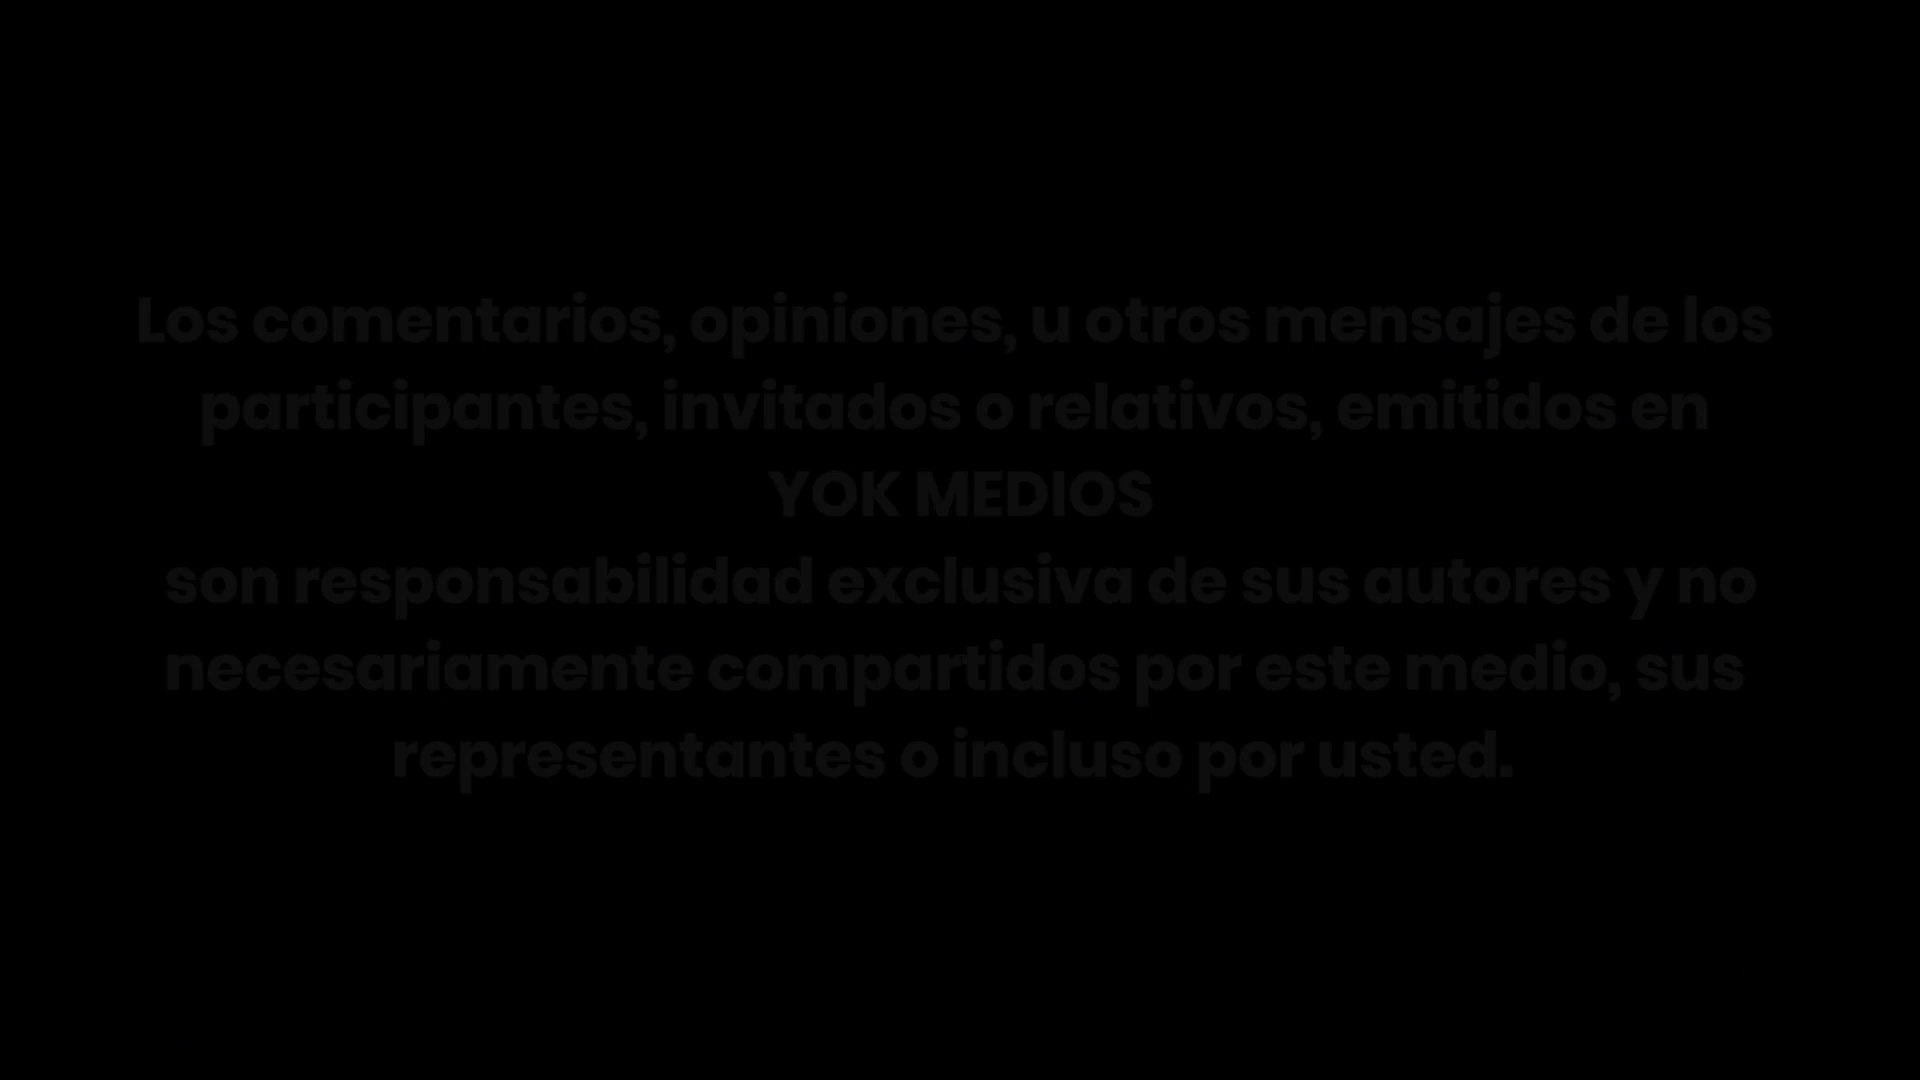 Los comentarios, opiniones, u otros mensajes de los
participantes, invitados o relativos, emitidos en
YOK MEDIOS
son responsabilidad exclusiva de sus autores y no
necesariamente compartidos por este medio, sus
representantes o incluso por usted.